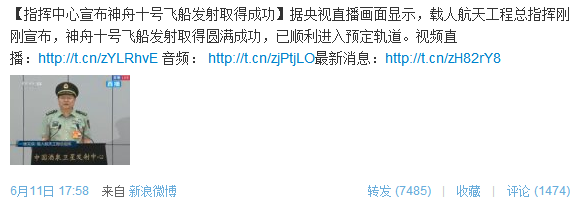 【指挥中心宣布神舟十号飞船发射取得成功】据央视直播画面显示，载人航天工程总指挥刚
刚宣布，神舟十号飞船发射取得圆满成功，已顺利进入预定轨道。视频直
播：http://t.cn/zYLRhvE 音频： http://t.cn/zjPtjLO最新消息：http://t.cn/zH82rY8
中国酒泉卫星发射中心
6月11日 17:58 来自 新浪微博 转发 (7485) | 收藏 | 评论 (1474)